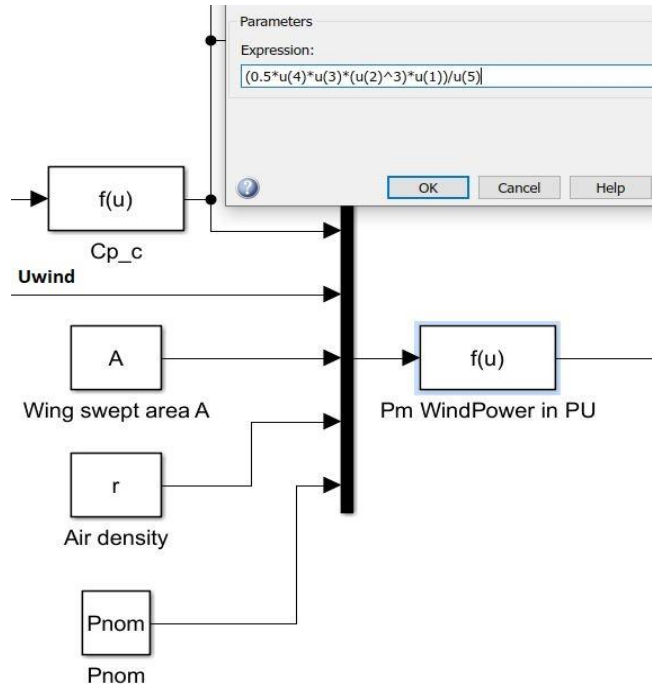 Parameters
Expression:
(0.5*u(4)*u(3)*(u(2)^3)*u(1))/u(5)
?
OK
Cancel
Help
f(u)
Cp_c
Uwind
A
Wing swept area A
f(u)
Pm WindPower in PU
r
Air density
Pnom
Pnom